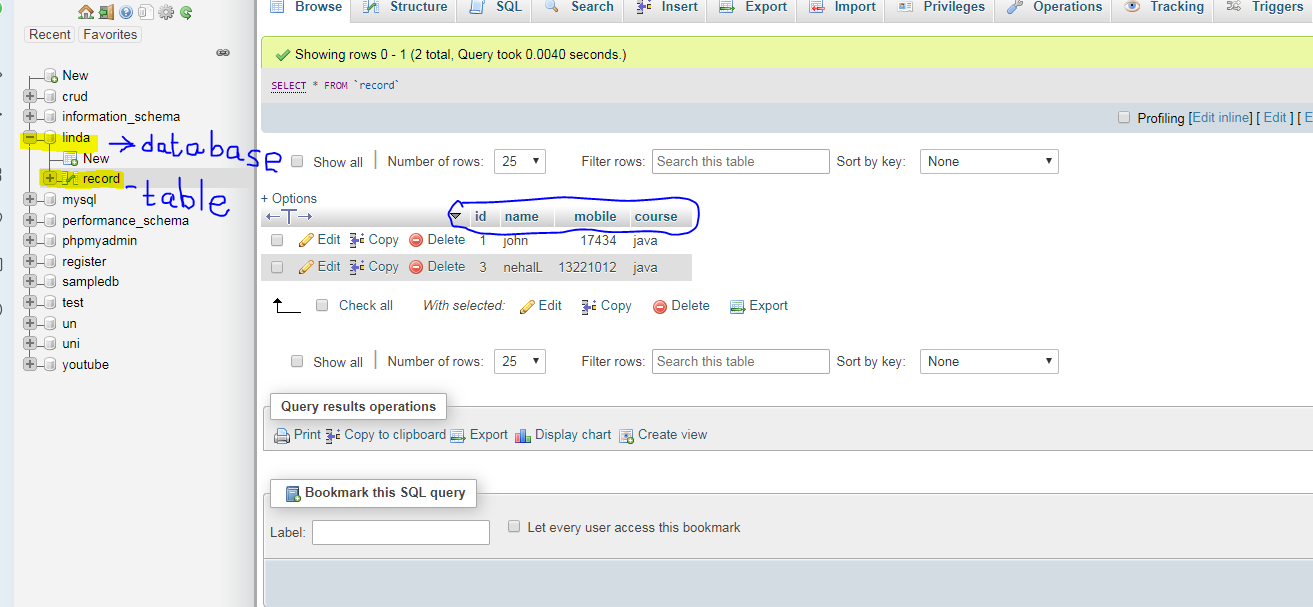 Browse Structure SQL Search Insert Export Import Privileges Operations Tracking Triggers
Recent Favorites
New
crud
information_schema
linda
New
record
mysql
performance_schema
phpmyadmin
register
sampledb
test
un
uni
youtube
→ database
- table
Showing rows 0 - 1 (2 total, Query took 0.0040 seconds.)
SELECT * FROM `record`
Profiling [Edit inline] [ Edit ] [ E
Show all | Number of rows: 25 Filter rows: Search this table Sort by key: None
+ Options
←T→ id name mobile course
Edit Copy Delete 1 john 17434 java
Edit Copy Delete 3 nehalL 13221012 java
Check all With selected: Edit Copy Delete Export
Show all | Number of rows: 25 Filter rows: Search this table Sort by key: None
Query results operations
Print Copy to clipboard Export Display chart Create view
Bookmark this SQL query
Label: Let every user access this bookmark